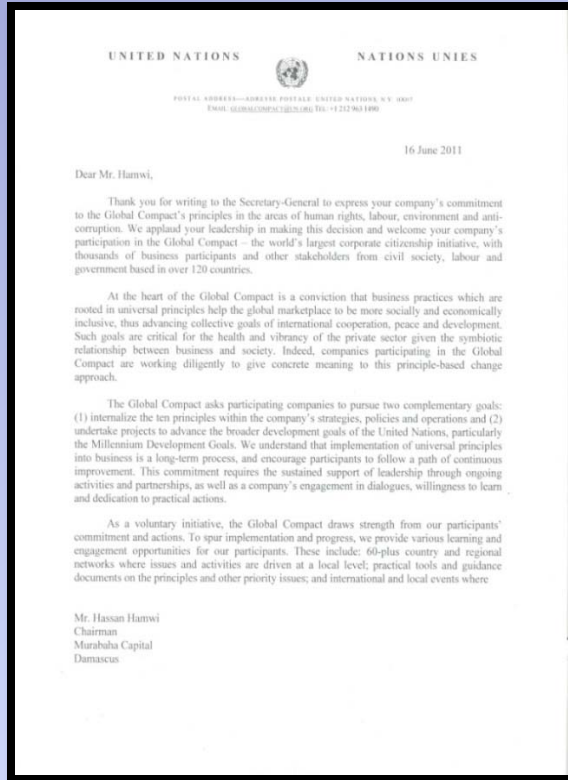 UNITED NATIONS
NATIONS UNIES
POSTAL ADDRESS—ADRESSE POSTALE: UNITED NATIONS, N.Y. 10017
EMAIL: GLOBALCOMPACT@UN.ORG TEL: +1 212 963 1490
16 June 2011
Dear Mr. Hamwi,
Thank you for writing to the Secretary-General to express your company's commitment
to the Global Compact's principles in the areas of human rights, labour, environment and anti-
corruption. We applaud your leadership in making this decision and welcome your company's
participation in the Global Compact – the world's largest corporate citizenship initiative, with
thousands of business participants and other stakeholders from civil society, labour and
government based in over 120 countries.
At the heart of the Global Compact is a conviction that business practices which are
rooted in universal principles help the global marketplace to be more socially and economically
inclusive, thus advancing collective goals of international cooperation, peace and development.
Such goals are critical for the health and vibrancy of the private sector given the symbiotic
relationship between business and society. Indeed, companies participating in the Global
Compact are working diligently to give concrete meaning to this principle-based change
approach.
The Global Compact asks participating companies to pursue two complementary goals:
(1) internalize the ten principles within the company's strategies, policies and operations and (2)
undertake projects to advance the broader development goals of the United Nations, particularly
the Millennium Development Goals. We understand that implementation of universal principles
into business is a long-term process, and encourage participants to follow a path of continuous
improvement. This commitment requires the sustained support of leadership through ongoing
activities and partnerships, as well as a company's engagement in dialogues, willingness to learn
and dedication to practical actions.
As a voluntary initiative, the Global Compact draws strength from our participants'
commitment and actions. To spur implementation and progress, we provide various learning and
engagement opportunities for our participants. These include: 60-plus country and regional
networks where issues and activities are driven at a local level; practical tools and guidance
documents on the principles and other priority issues; and international and local events where
Mr. Hassan Hamwi
Chairman
Murabaha Capital
Damascus